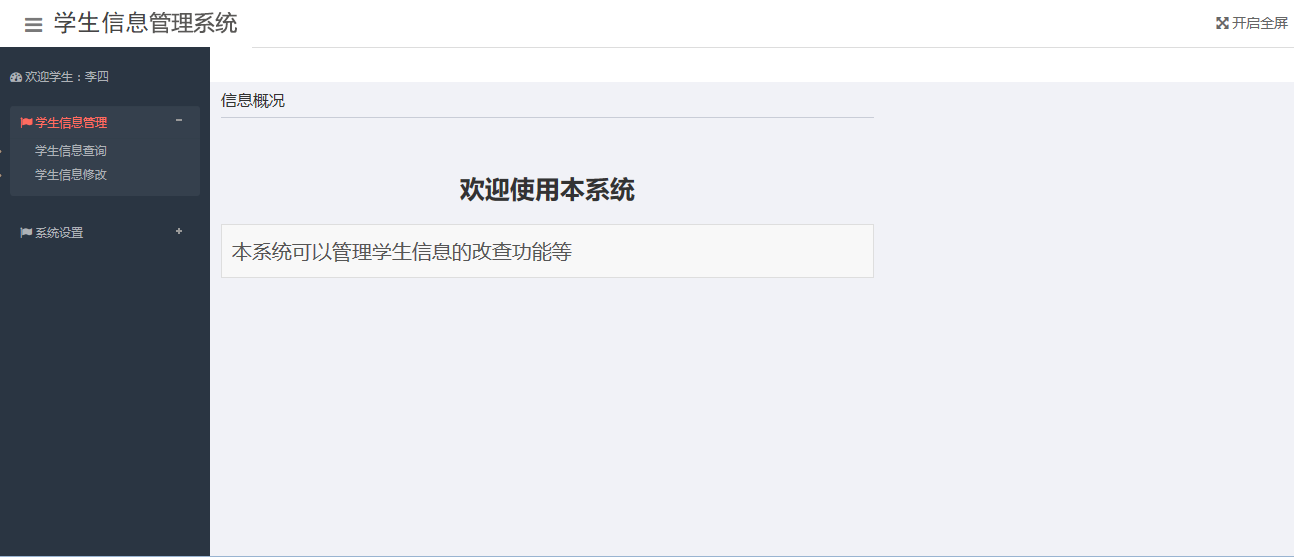 学生信息管理系统
开启全屏
欢迎学生：李四
学生信息管理
学生信息查询
学生信息修改
系统设置
信息概况
欢迎使用本系统
本系统可以管理学生信息的改查功能等